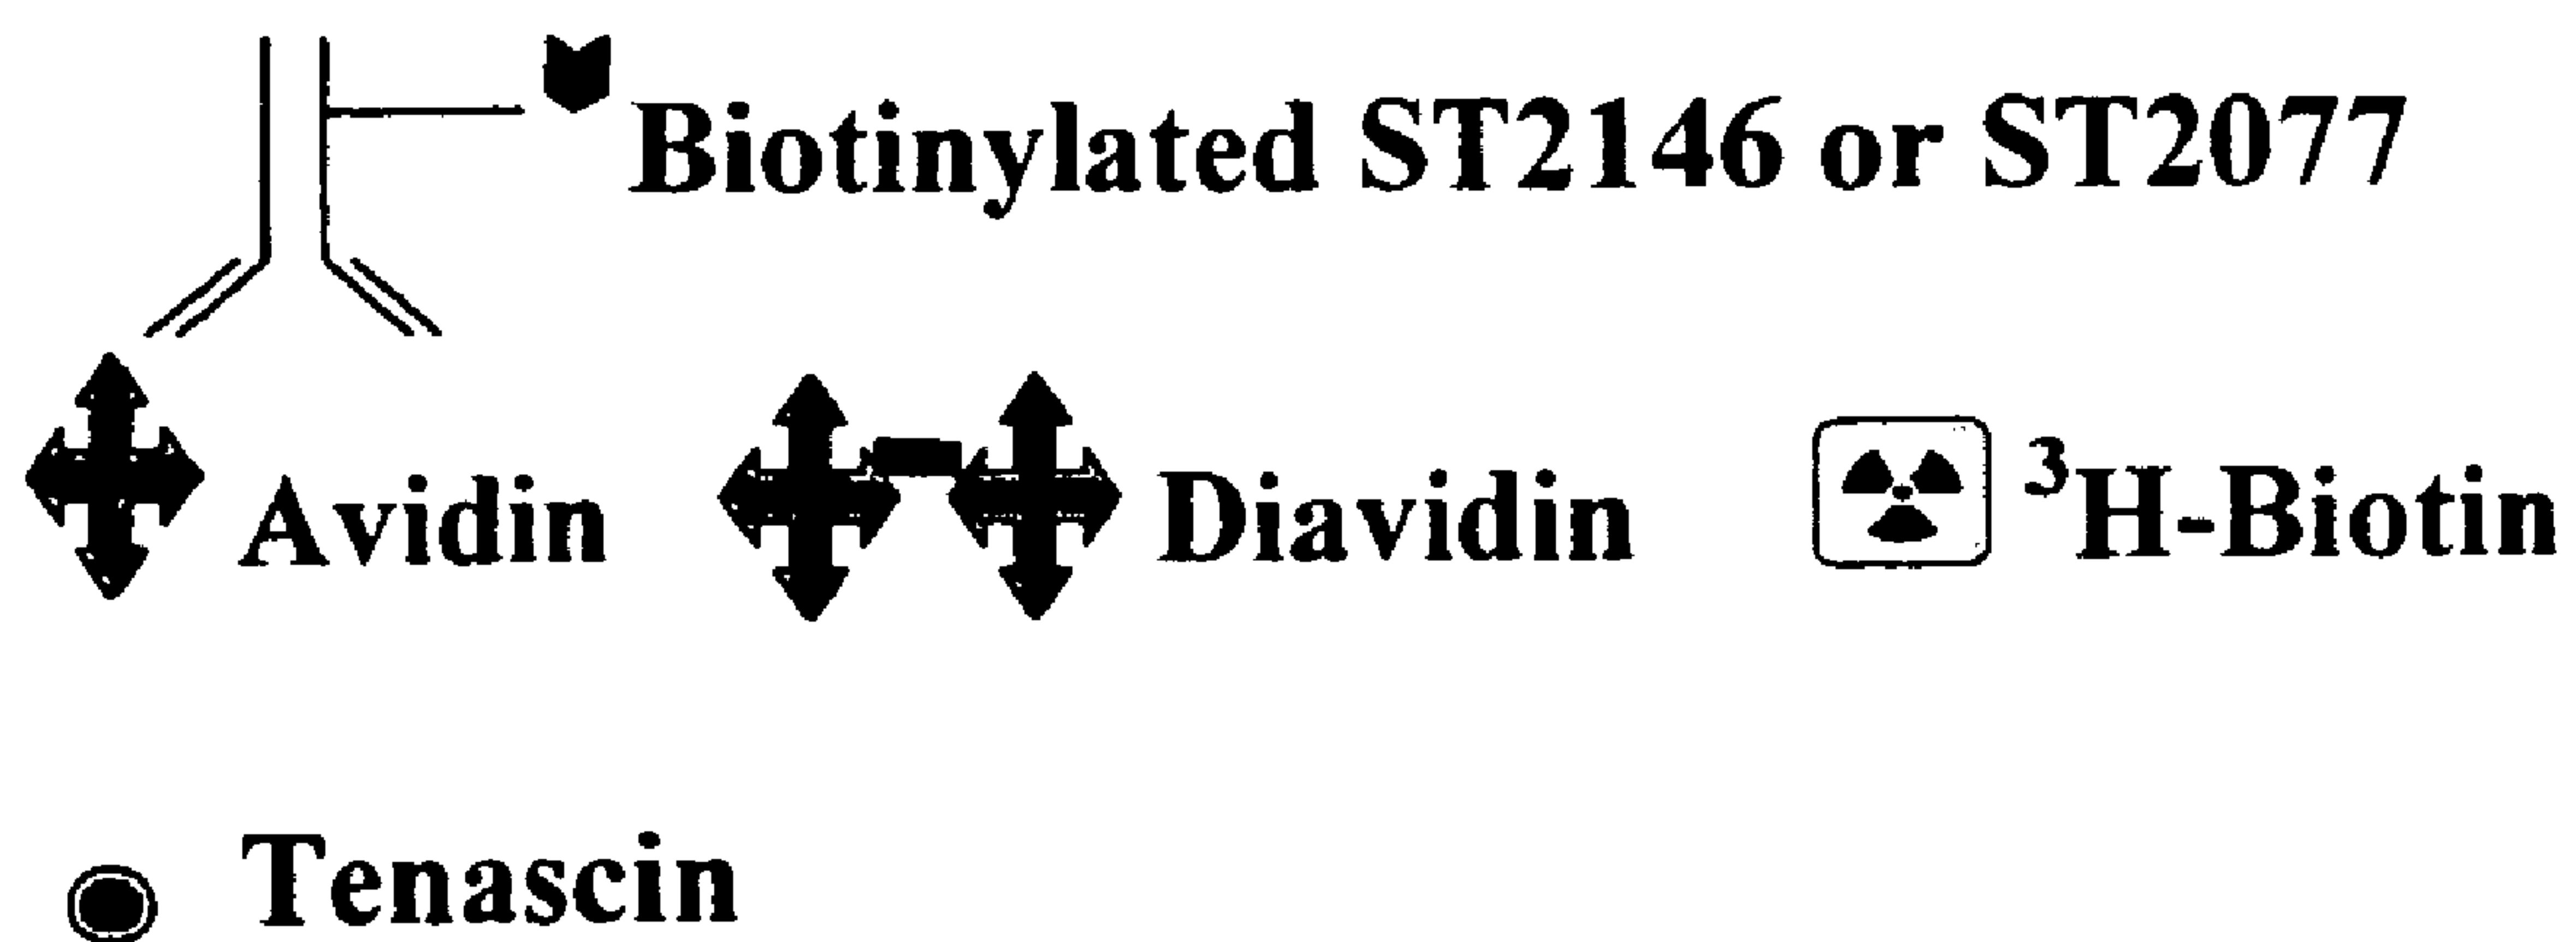 Biotinylated ST2146 or ST2077
Avidin Diavidin ³H-Biotin
Tenascin